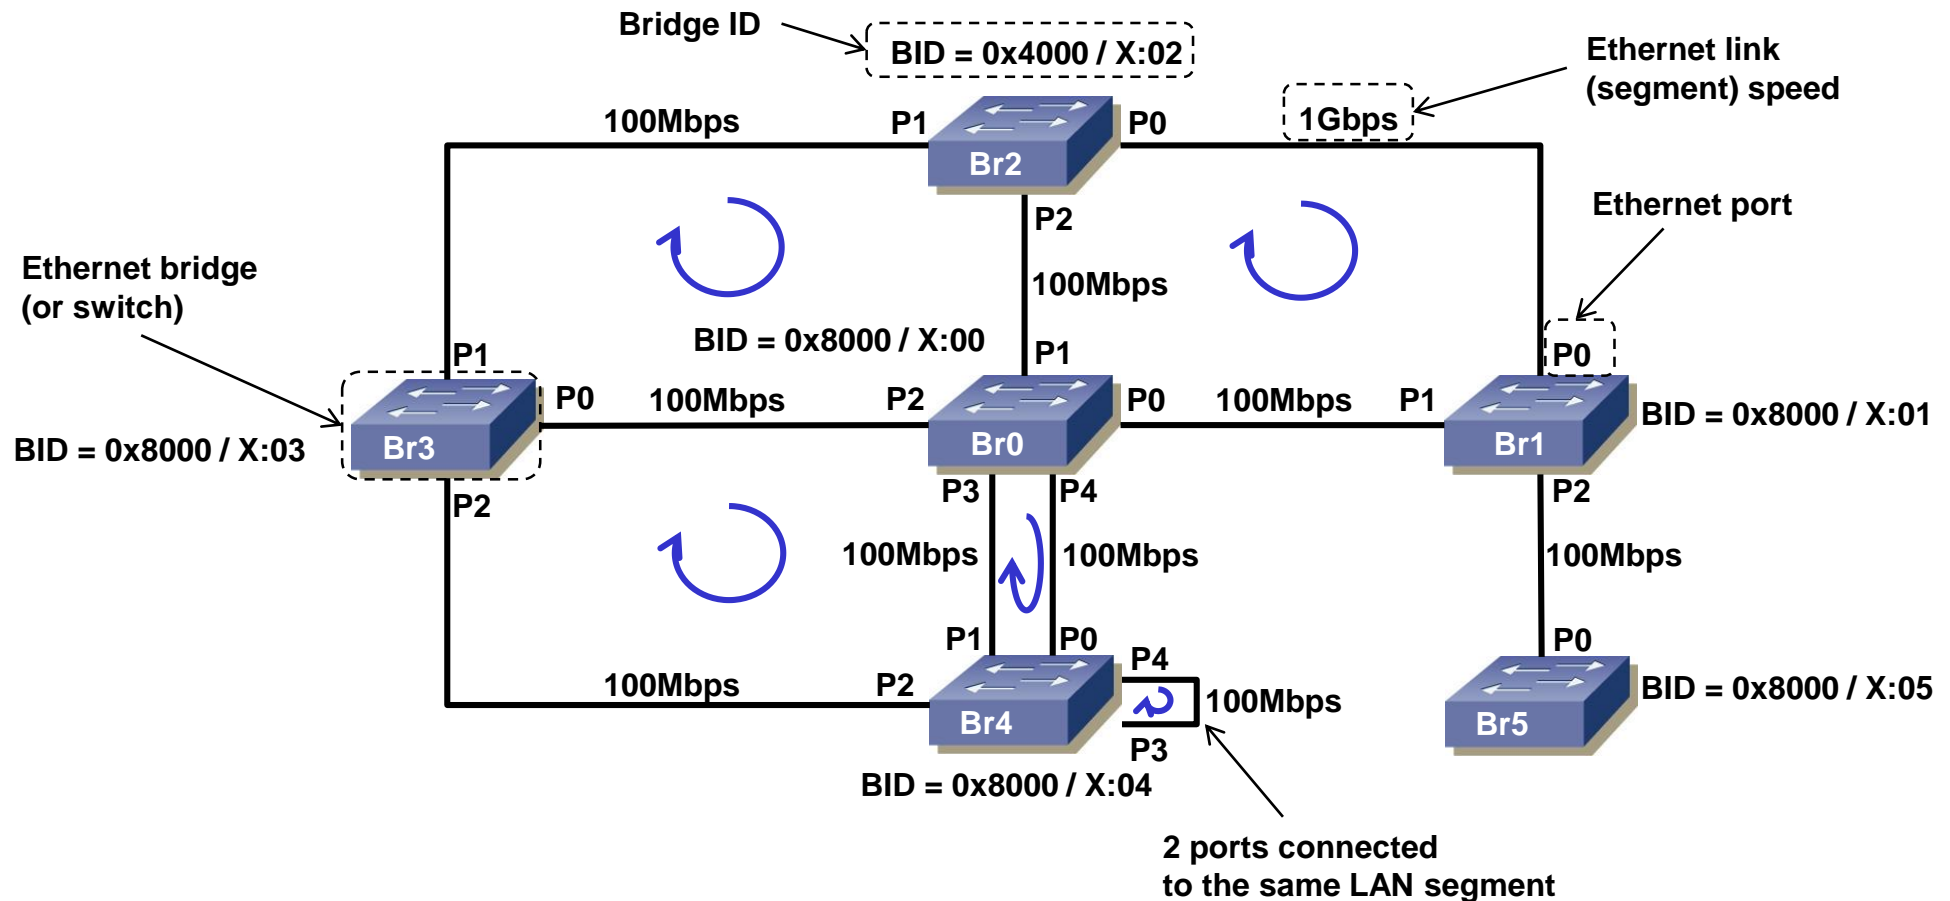 Bridge ID
BID = 0x4000 / X:02
Ethernet link
(segment) speed
100Mbps
P1
P0
1Gbps
Br2
P2
Ethernet port
Ethernet bridge
(or switch)
100Mbps
BID = 0x8000 / X:00
P1
P1
P0
P0
100Mbps
P2
P0
100Mbps
P1
BID = 0x8000 / X:01
BID = 0x8000 / X:03
Br3
Br0
Br1
P2
P3
P4
P2
100Mbps
100Mbps
100Mbps
P1
P0
P0
100Mbps
P2
P4
100Mbps
BID = 0x8000 / X:05
Br4
Br5
P3
BID = 0x8000 / X:04
2 ports connected
to the same LAN segment